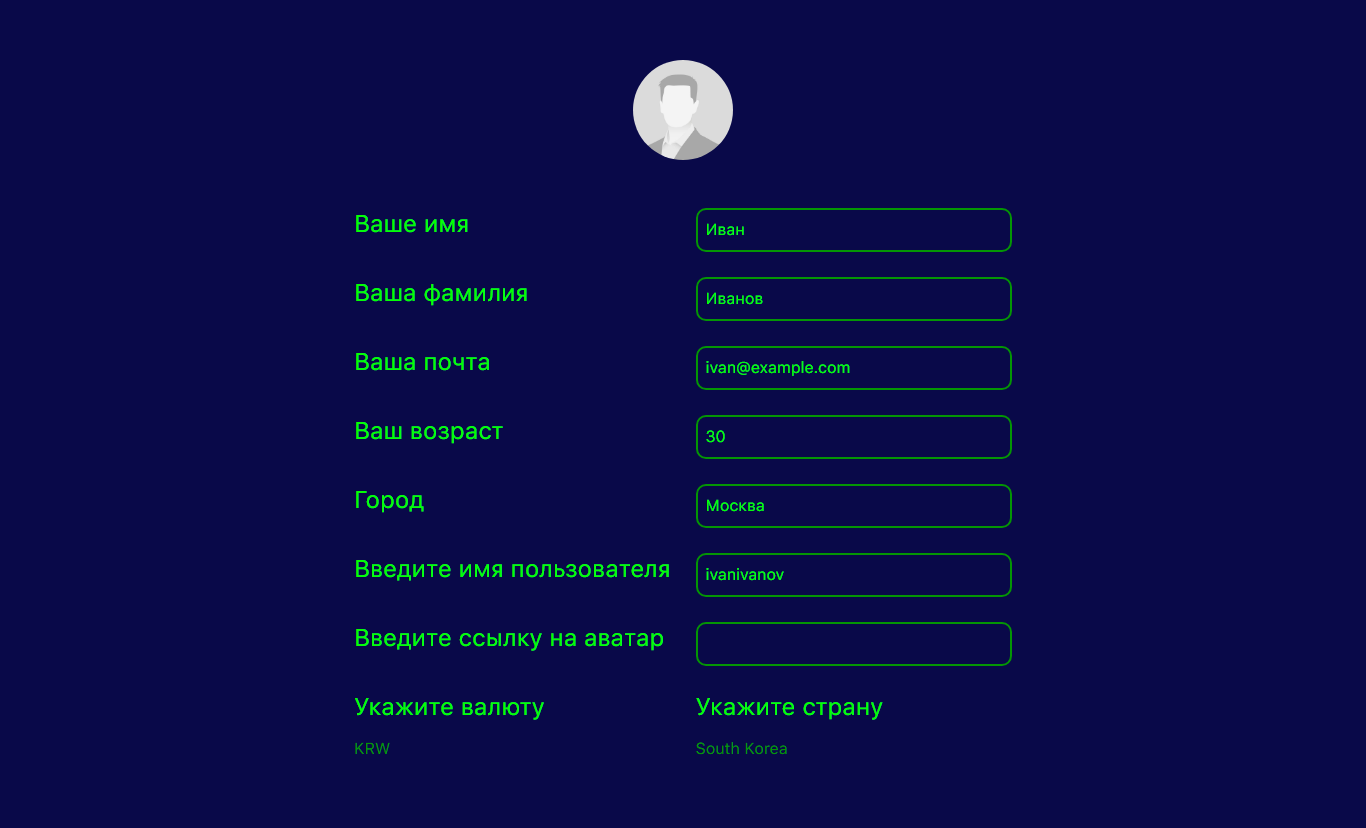 Ваше имя
Иван
Ваша фамилия
Иванов
Ваша почта
ivan@example.com
Ваш возраст
30
Город
Москва
Введите имя пользователя
ivanivanov
Введите ссылку на аватар
Укажите валюту
KRW
Укажите страну
South Korea